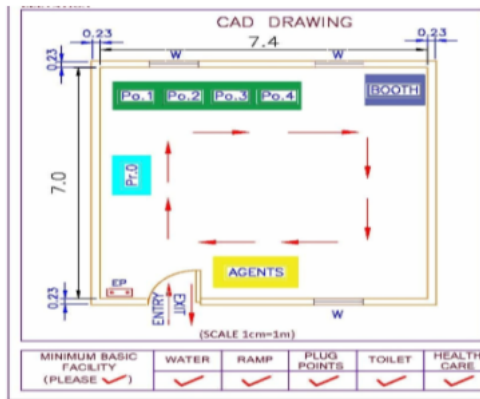 CAD DRAWING
0,23 7.4 0,23
W W
0,23
Po.1 Po.2 Po.3 Po.4 BOOTH
7.0
Pr.O
AGENTS
EP
0,23
ENTRY EXIT
W
(SCALE 1cm=1m)
MINIMUM BASIC FACILITY (PLEASE ✓) WATER RAMP PLUG POINTS TOILET HEALTH CARE
✓ ✓ ✓ ✓ ✓